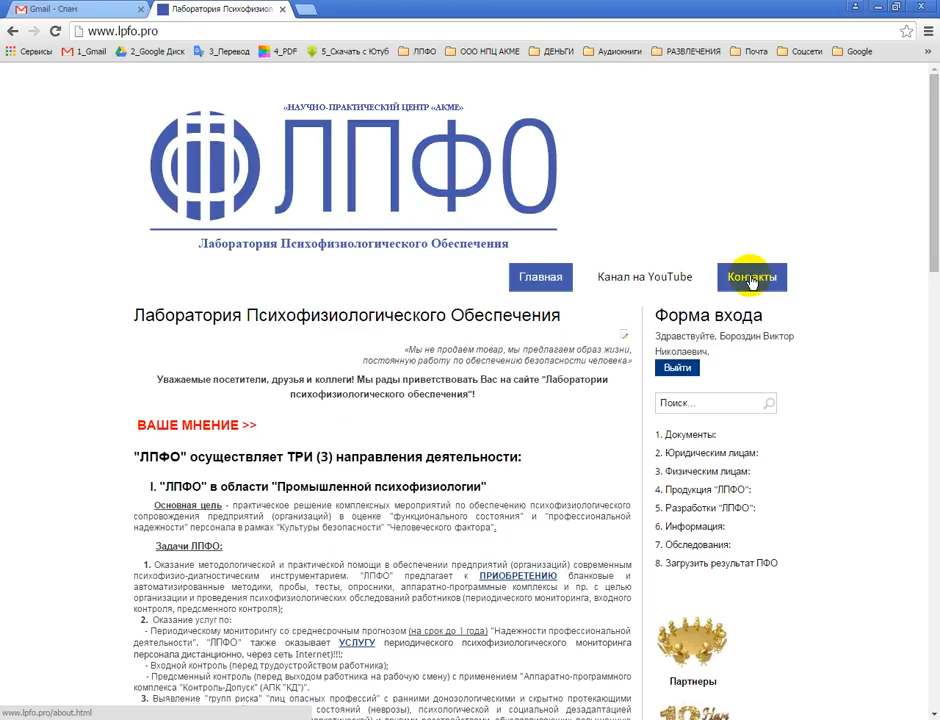 Gmail - Спам
Лаборатория Психофизиол
www.lpfo.pro
Сервисы
1_Gmail
2_Google Диск
3_Перевод
4_PDF
5_Скачать с Ютуб
ЛПФО
ООО НПЦ АКМЕ
ДЕНЬГИ
Аудиокниги
РАЗВЛЕЧЕНИЯ
Почта
Соцсети
Google
»
«НАУЧНО-ПРАКТИЧЕСКИЙ ЦЕНТР «АКМЕ»
ЛПФО
Лаборатория Психофизиологического Обеспечения
Главная
Канал на YouTube
Контакты
Лаборатория Психофизиологического Обеспечения
«Мы не продаем товар, мы предлагаем образ жизни,
постоянную работу по обеспечению безопасности человека»
Уважаемые посетители, друзья и коллеги! Мы рады приветствовать Вас на сайте "Лаборатории
психофизиологического обеспечения"!
ВАШЕ МНЕНИЕ >>
"ЛПФО" осуществляет ТРИ (3) направления деятельности:
I. "ЛПФО" в области "Промышленной психофизиологии"
Основная цель - практическое решение комплексных мероприятий по обеспечению психофизиологического
сопровождения предприятий (организаций) в оценке "функционального состояния" и "профессиональной
надежности" персонала в рамках "Культуры безопасности" "Человеческого фактора".
Задачи ЛПФО:
1. Оказание методологической и практической помощи в обеспечении предприятий (организаций) современным
психофизио-диагностическим инструментарием. "ЛПФО" предлагает к ПРИОБРЕТЕНИЮ бланковые и
автоматизированные методики, пробы, тесты, опросники, аппаратно-программные комплексы и пр. с целью
организации и проведения психофизиологических обследований работников (периодического мониторинга, входного
контроля, предсменного контроля);
2. Оказание услуг по:
- Периодическому мониторингу со среднесрочным прогнозом (на срок до 1 года) "Надежности профессиональной
деятельности". "ЛПФО" также оказывает УСЛУГУ периодического психофизиологического мониторинга
персонала дистанционно, через сеть Internet)!!!;
- Входной контроль (перед трудоустройством работника);
- Предсменный контроль (перед выходом работника на рабочую смену) с применением "Аппаратно-программного
комплекса "Контроль-Допуск" (АПК "КД")".
3. Выявление "групп риска" "лиц опасных профессий" с ранними донозологическими и скрытно протекающими
состояний (неврозы), психологической и социальной дезадаптацией
Форма входа
Здравствуйте, Бороздин Виктор
Николаевич,
Выйти
Поиск...
1. Документы:
2. Юридическим лицам:
3. Физическим лицам:
4. Продукция "ЛПФО":
5. Разработки "ЛПФО":
6. Информация:
7. Обследования:
8. Загрузить результат ПФО
Партнеры
www.lpfo.pro/about.html